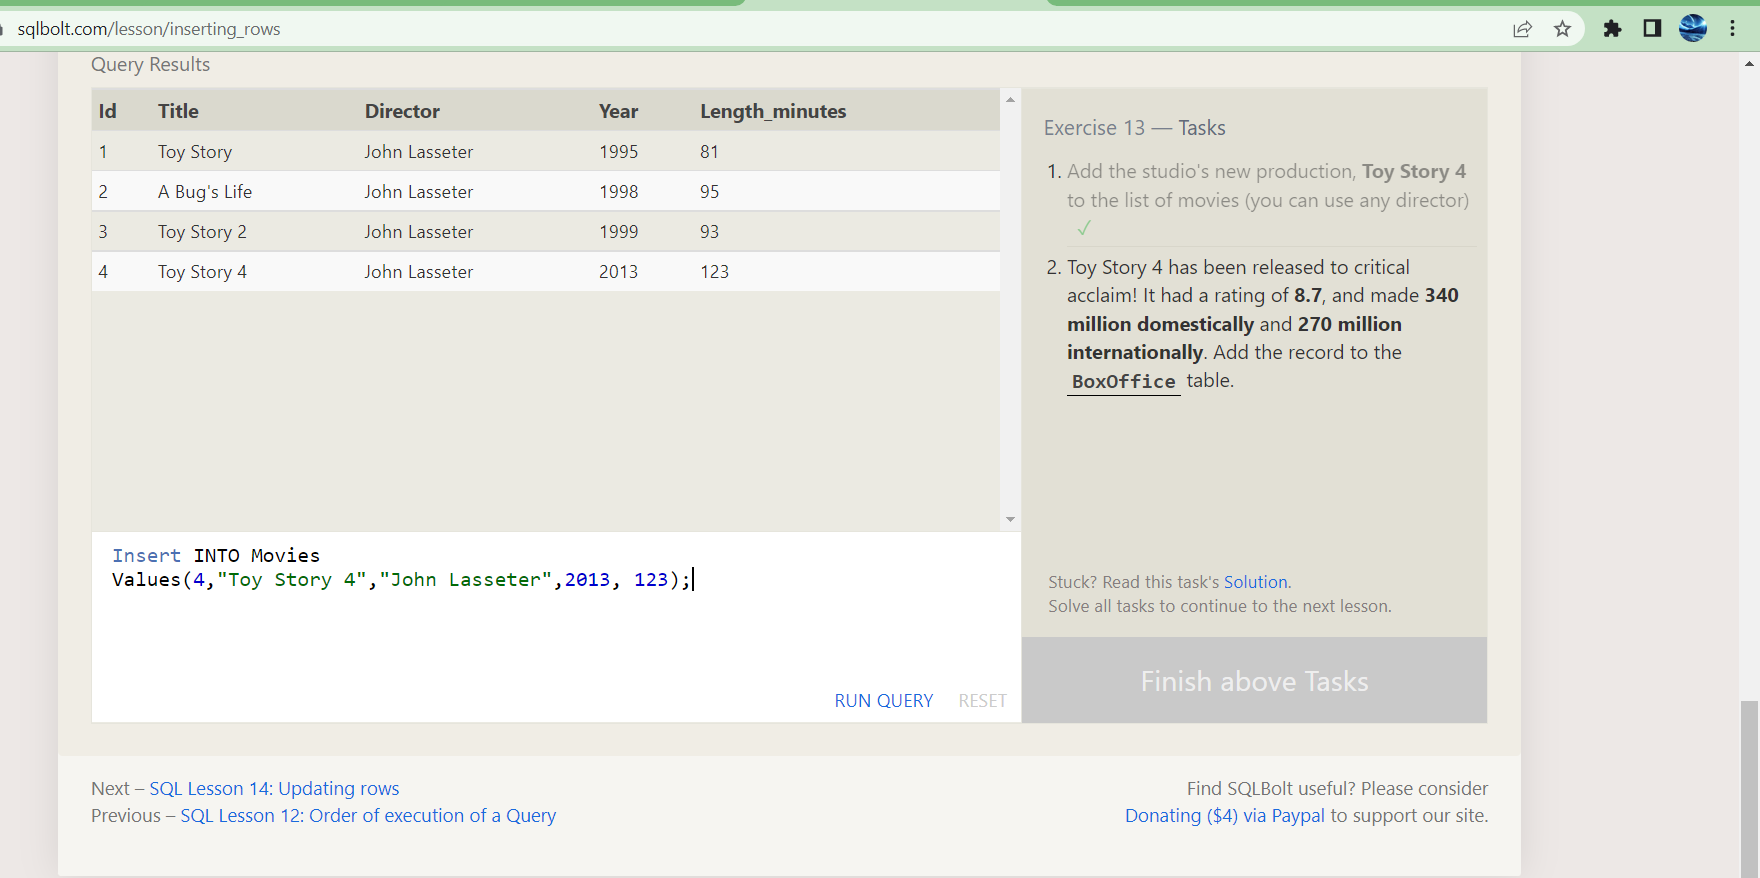 sqlbolt.com/lesson/inserting_rows
Query Results
Id Title Director Year Length_minutes
1 Toy Story John Lasseter 1995 81
2 A Bug's Life John Lasseter 1998 95
3 Toy Story 2 John Lasseter 1999 93
4 Toy Story 4 John Lasseter 2013 123
Insert INTO Movies
Values(4,"Toy Story 4","John Lasseter",2013, 123);
RUN QUERY RESET
Exercise 13 — Tasks
1. Add the studio's new production, Toy Story 4
to the list of movies (you can use any director)
✓
2. Toy Story 4 has been released to critical
acclaim! It had a rating of 8.7, and made 340
million domestically and 270 million
internationally. Add the record to the
BoxOffice table.
Stuck? Read this task's Solution.
Solve all tasks to continue to the next lesson.
Finish above Tasks
Next – SQL Lesson 14: Updating rows
Previous – SQL Lesson 12: Order of execution of a Query
Find SQLBolt useful? Please consider
Donating ($4) via Paypal to support our site.